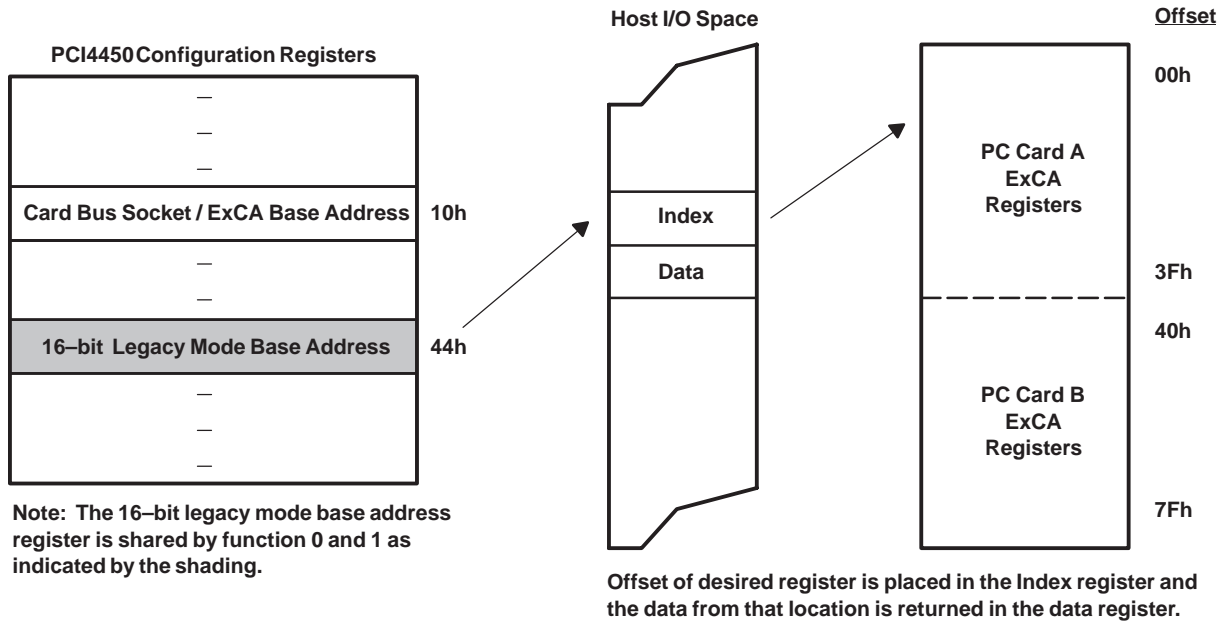 PCI4450 Configuration Registers
–
–
–
Card Bus Socket / ExCA Base Address
10h
–
–
16–bit Legacy Mode Base Address
44h
–
–
–
Note: The 16–bit legacy mode base address
register is shared by function 0 and 1 as
indicated by the shading.
Host I/O Space
Index
Data
Offset
00h
PC Card A
ExCA
Registers
3Fh
40h
PC Card B
ExCA
Registers
7Fh
Offset of desired register is placed in the Index register and
the data from that location is returned in the data register.